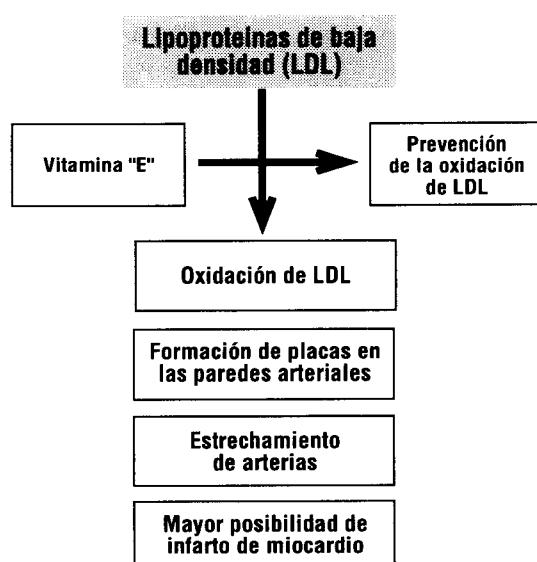 Lipoproteinas de baja
densidad (LDL)
Vitamina "E"
Prevención
de la oxidación
de LDL
Oxidación de LDL
Formación de placas en
las paredes arteriales
Estrechamiento
de arterias
Mayor posibilidad de
infarto de miocardio